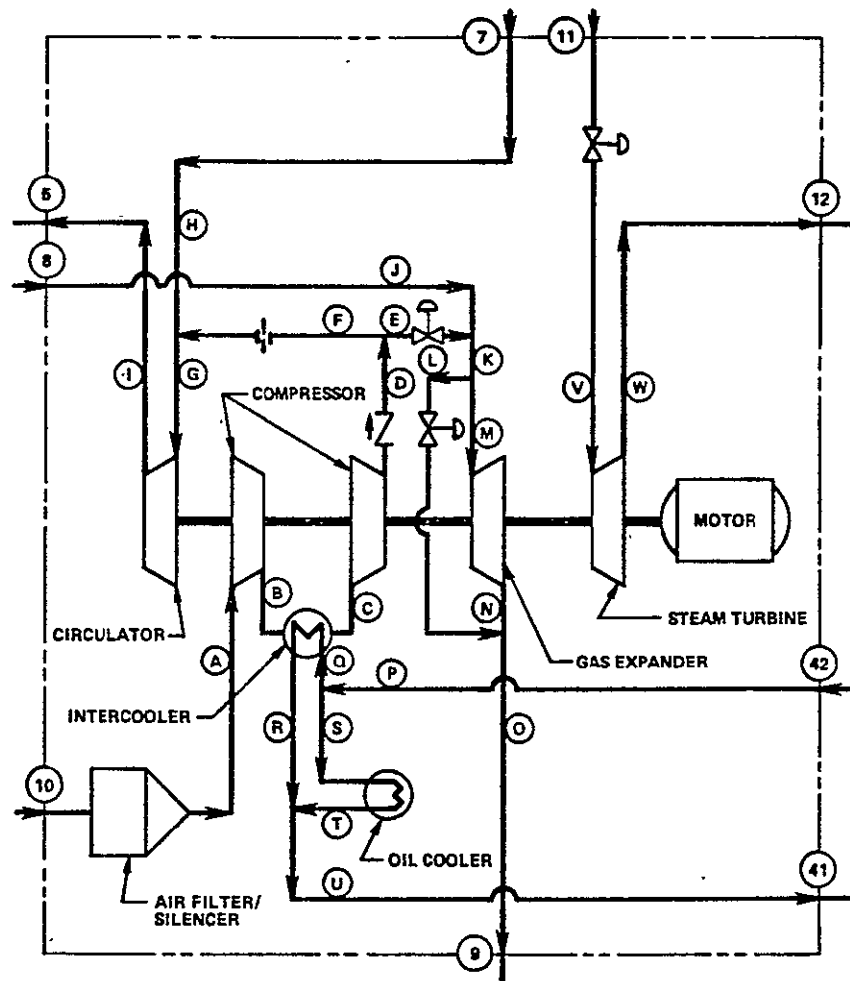 7
11
5
12
H
8
J
F
E
L
K
D
I
G
COMPRESSOR
V
W
M
MOTOR
B
C
N
STEAM TURBINE
CIRCULATOR
A
Q
GAS EXPANDER
42
P
INTERCOOLER
R
S
O
10
T
OIL COOLER
U
41
AIR FILTER/
SILENCER
9